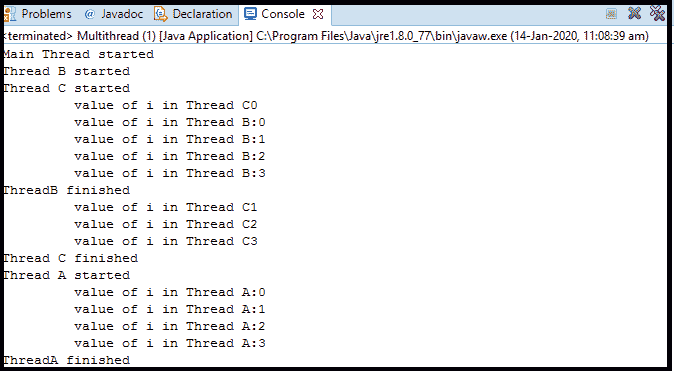 Problems @ Javadoc Declaration Console
<terminated> Multithread (1) [Java Application] C:\Program Files\Java\jre1.8.0_77\bin\javaw.exe (14-Jan-2020, 11:08:39 am)
Main Thread started
Thread B started
Thread C started
value of i in Thread C0
value of i in Thread B:0
value of i in Thread B:1
value of i in Thread B:2
value of i in Thread B:3
ThreadB finished
value of i in Thread C1
value of i in Thread C2
value of i in Thread C3
Thread C finished
Thread A started
value of i in Thread A:0
value of i in Thread A:1
value of i in Thread A:2
value of i in Thread A:3
ThreadA finished